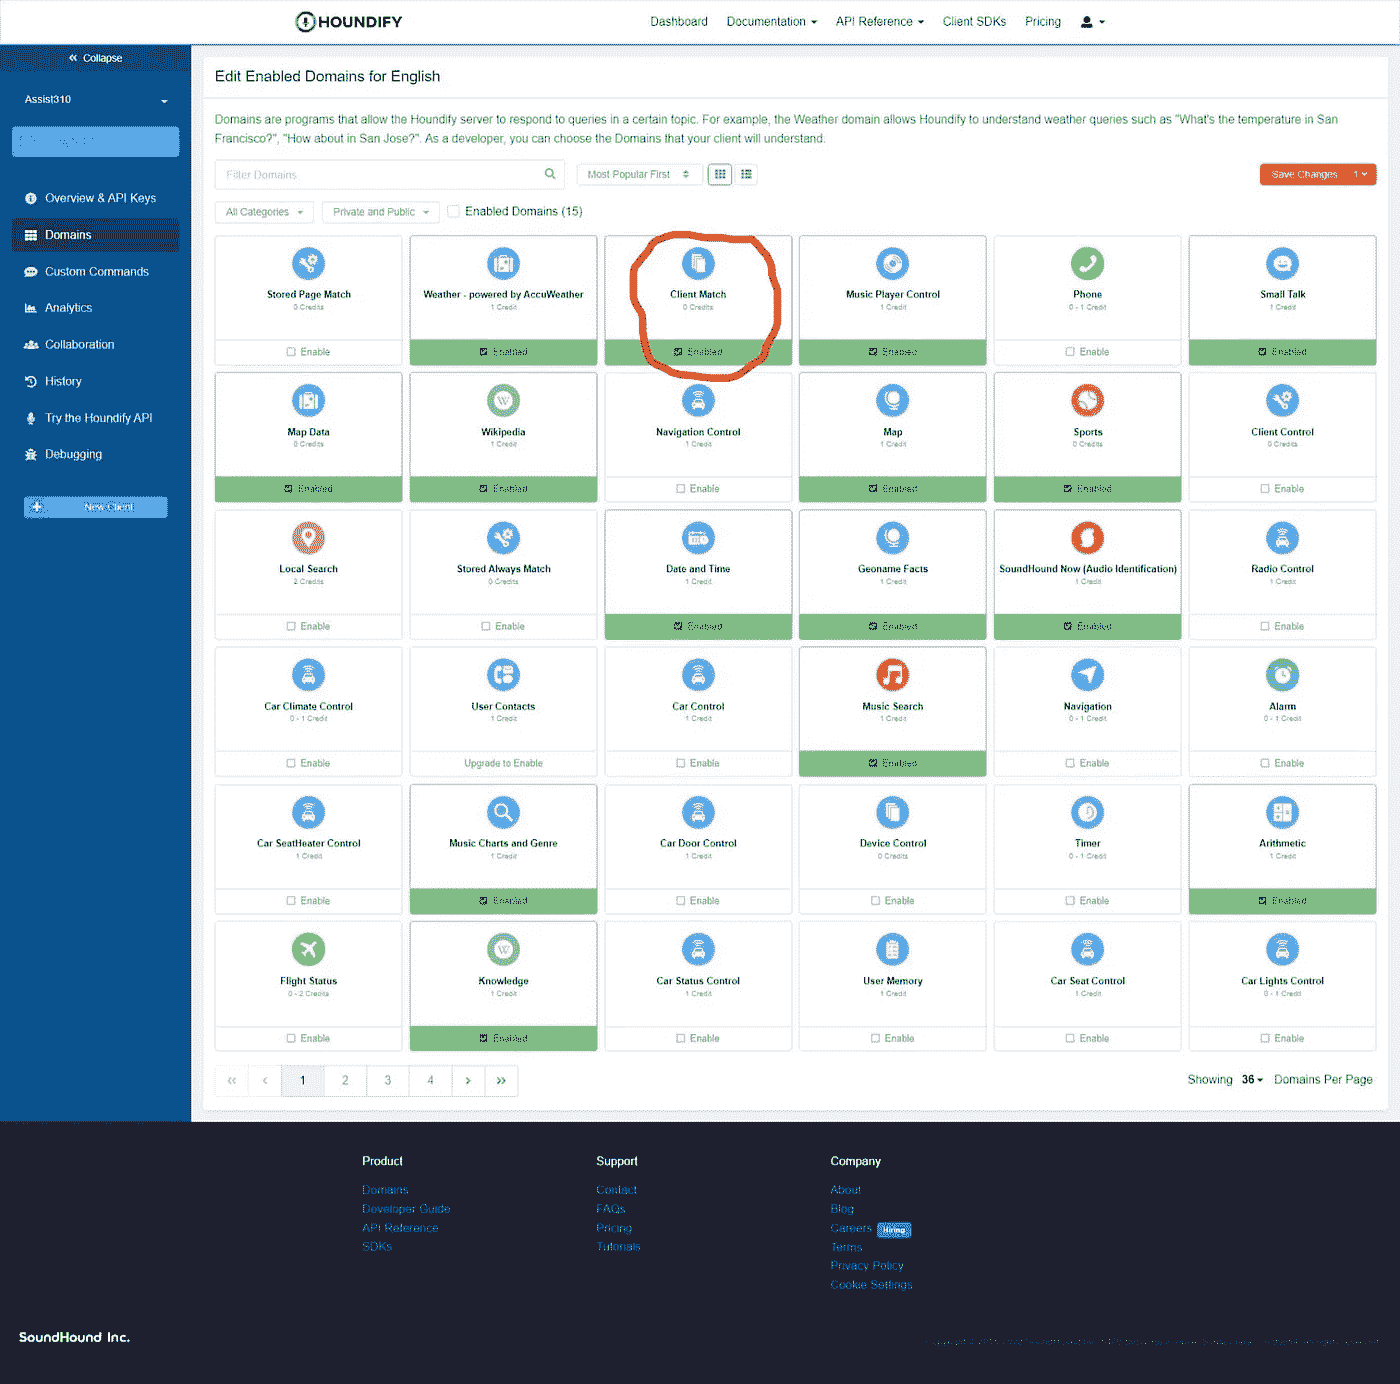 HOUNDIFY
Dashboard Documentation API Reference Client SDKs Pricing
Collapse
Assist310
Overview & API Keys
Domains
Custom Commands
Analytics
Collaboration
History
Try the Houndify API
Debugging
New Client
Edit Enabled Domains for English
Domains are programs that allow the Houndify server to respond to queries in a certain topic. For example, the Weather domain allows Houndify to understand weather queries such as "What's the temperature in San
Francisco?", "How about in San Jose?". As a developer, you can choose the Domains that your client will understand.
Filter Domains Most Popular First Save Changes 1
All Categories Private and Public Enabled Domains (15)
Stored Page Match Weather - powered by AccuWeather Client Match Music Player Control Phone Small Talk
0 Credits 1 Credit 0 Credits 1 Credit 0 - 1 Credit 1 Credit
Enable Enabled Enabled Enabled Enable Enabled
Map Data Wikipedia Navigation Control Map Sports Client Control
0 Credits 1 Credit 1 Credit 1 Credit 0 Credits 0 Credits
Enabled Enabled Enable Enabled Enabled Enable
Local Search Stored Always Match Date and Time Geoname Facts SoundHound Now (Audio Identification) Radio Control
2 Credits 0 Credits 1 Credit 1 Credit 1 Credit 1 Credit
Enable Enable Enabled Enabled Enabled Enable
Car Climate Control User Contacts Car Control Music Search Navigation Alarm
0 - 1 Credit 1 Credit 1 Credit 1 Credit 0 - 1 Credit 0 - 1 Credit
Enable Upgrade to Enable Enable Enabled Enable Enable
Car SeatHeater Control Music Charts and Genre Car Door Control Device Control Timer Arithmetic
1 Credit 1 Credit 1 Credit 0 Credits 0 - 1 Credit 1 Credit
Enable Enabled Enable Enable Enable Enabled
Flight Status Knowledge Car Status Control User Memory Car Seat Control Car Lights Control
0 - 2 Credits 1 Credit 1 Credit 1 Credit 1 Credit 0 - 1 Credit
Enable Enabled Enable Enable Enable Enable
« ‹ 1 2 3 4 › » Showing 36 Domains Per Page
Product Support Company
Domains Contact About
Developer Guide FAQs Blog
API Reference Pricing Careers Hiring
SDKs Tutorials Terms
Privacy Policy
Cookie Settings
SoundHound Inc.